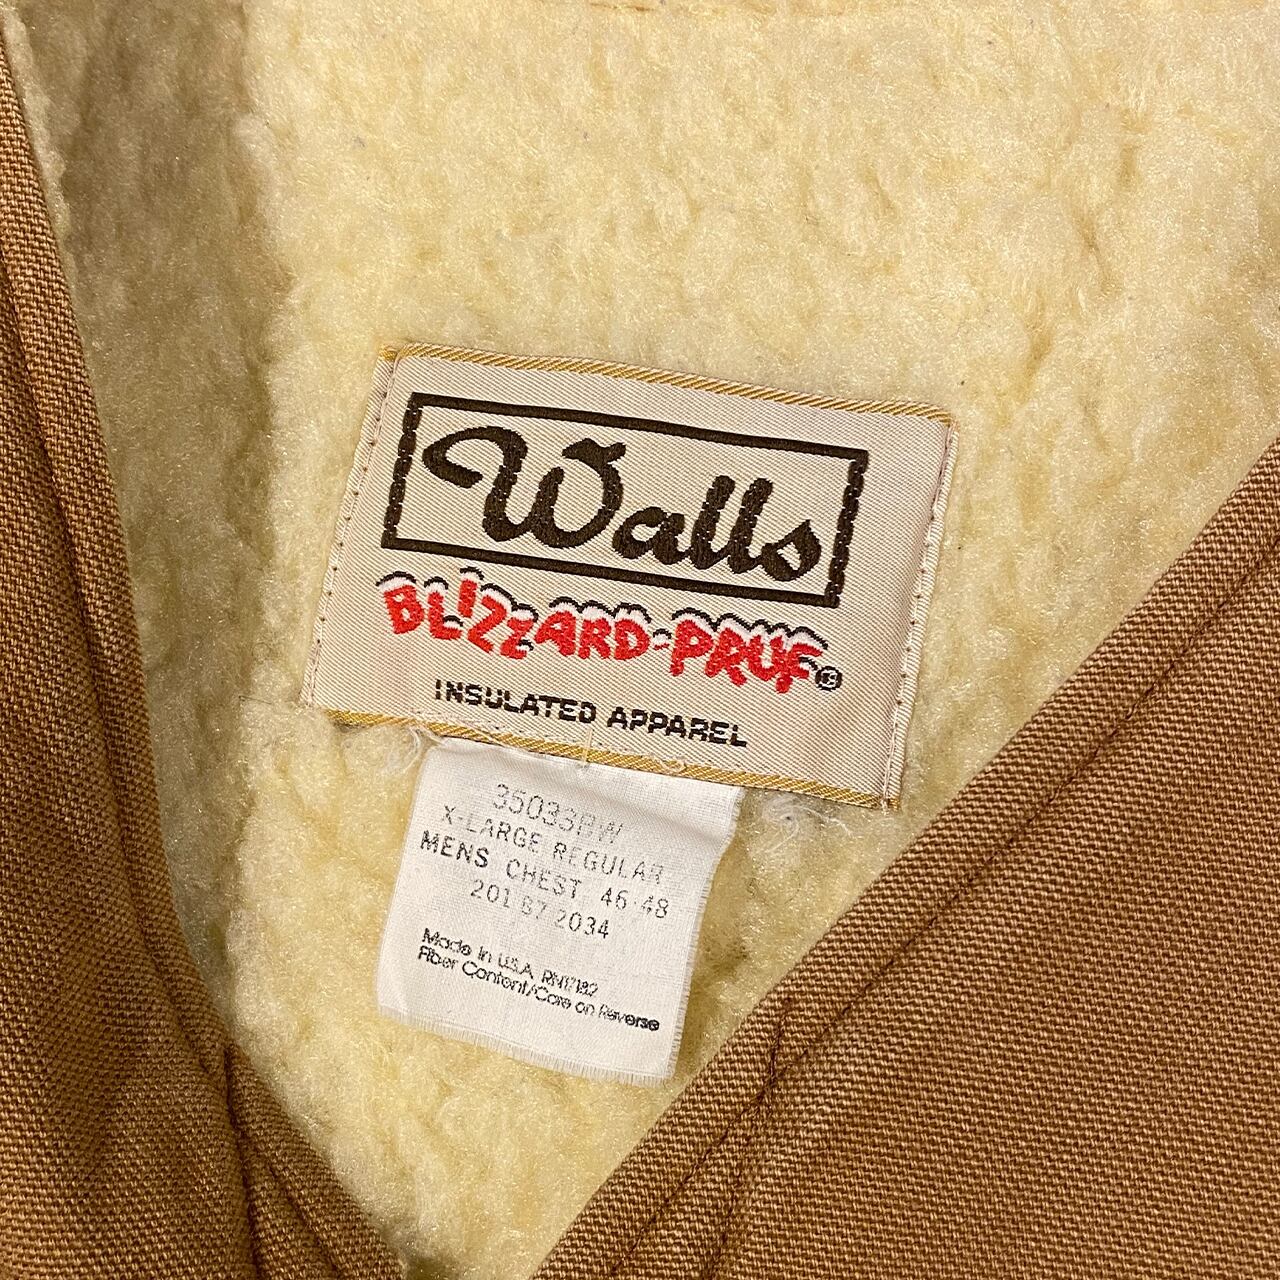 Walls
BLIZZARD-PRUF®
INSULATED APPAREL
35033BW
X-LARGE REGULAR
MENS CHEST 46-48
201 B7 2034
Made in U.S.A. RN17182
Fiber Content/Care on Reverse